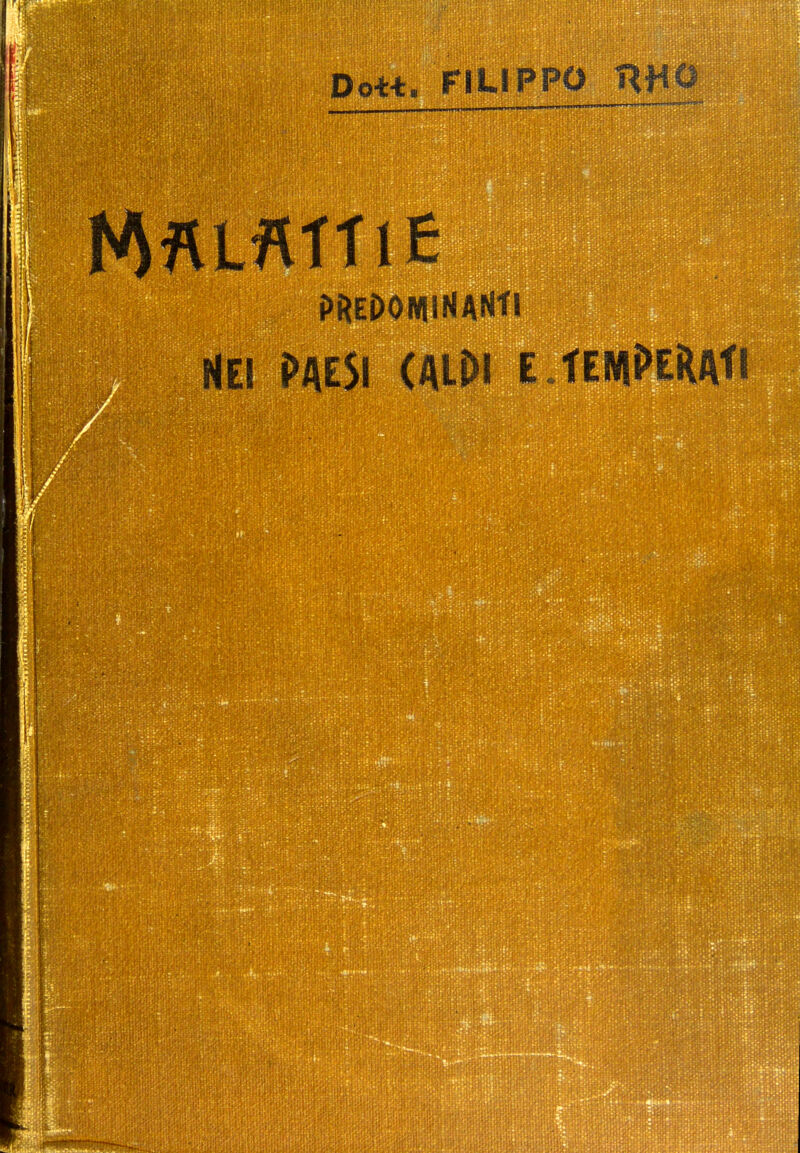 Dott. FILIPPO RHO
MALATTIE
PREDOMINANTI
NEI PAESI CALDI E. TEMPERATI